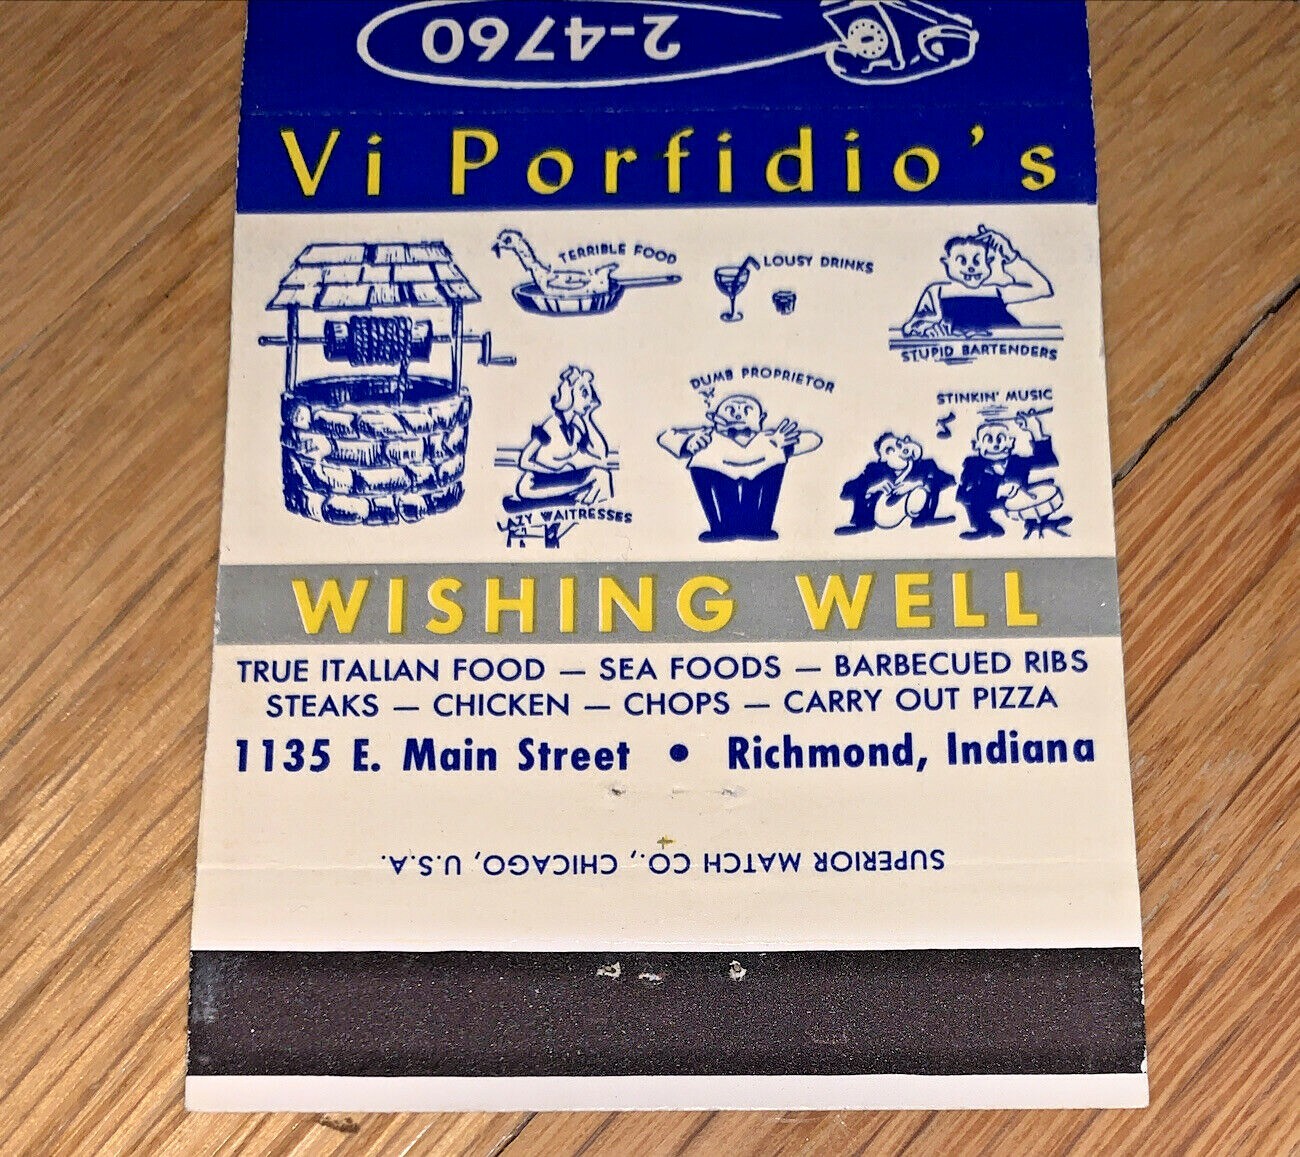 2-4760
Vi Porfidio's
TERRIBLE FOOD
LOUSY DRINKS
STUPID BARTENDERS
DUMB PROPRIETOR
STINKIN' MUSIC
LAZY WAITRESSES
WISHING WELL
TRUE ITALIAN FOOD — SEA FOODS — BARBECUED RIBS
STEAKS — CHICKEN — CHOPS — CARRY OUT PIZZA
1135 E. Main Street • Richmond, Indiana
SUPERIOR MATCH CO., CHICAGO, U.S.A.